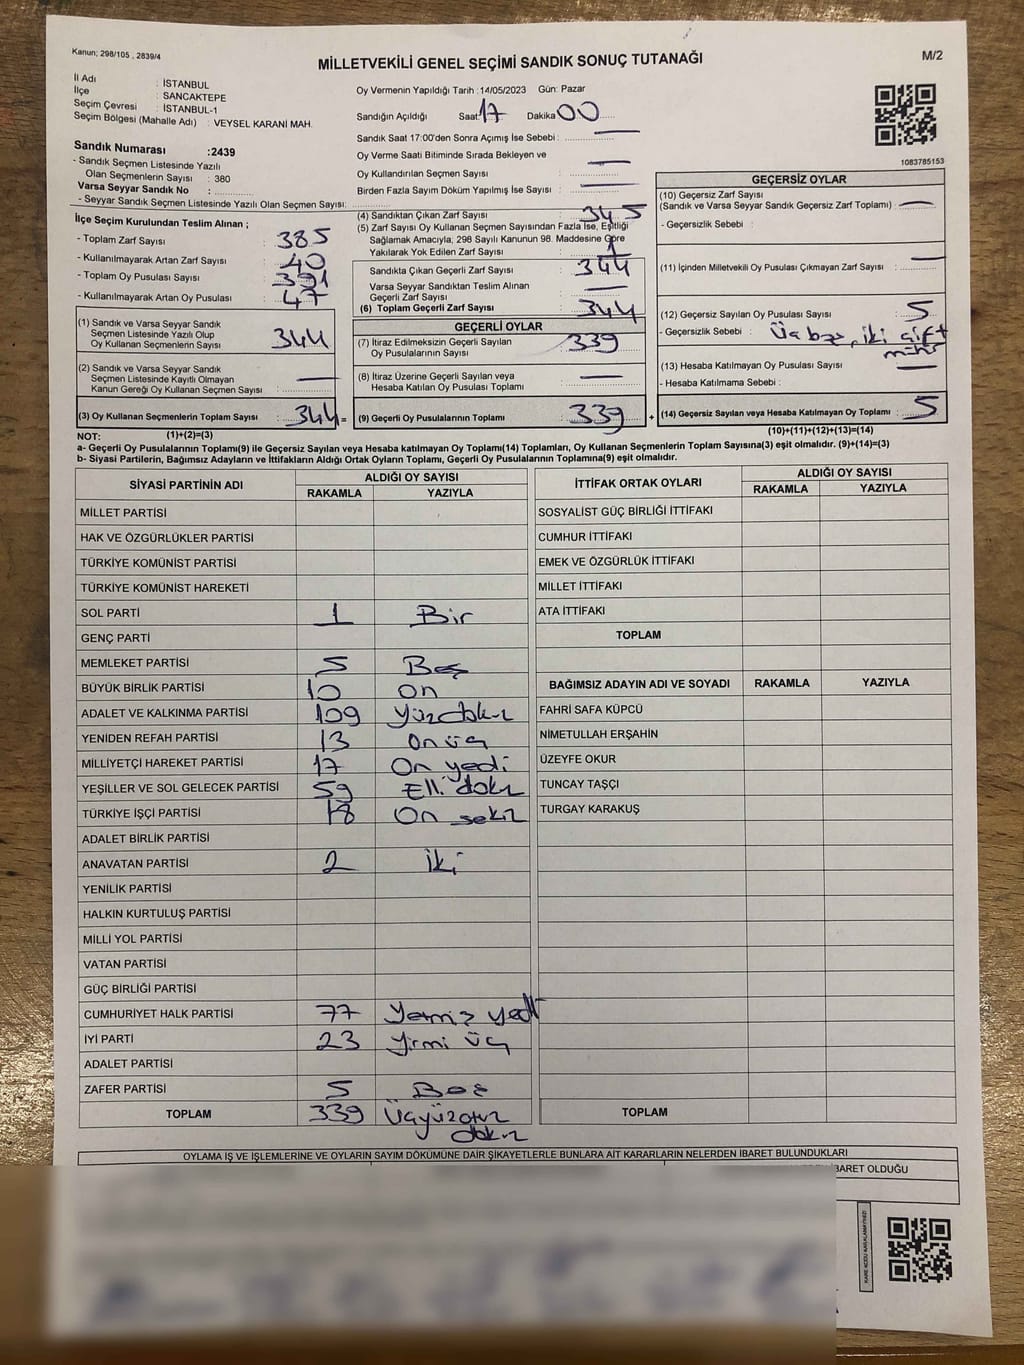 Kanun; 298/105 , 2839/4
MİLLETVEKİLİ GENEL SEÇİMİ SANDIK SONUÇ TUTANAĞI
M/2
İl Adı : İSTANBUL
İlçe : SANCAKTEPE
Seçim Çevresi : İSTANBUL-1
Seçim Bölgesi (Mahalle Adı) : VEYSEL KARANİ MAH.
Sandık Numarası :2439
- Sandık Seçmen Listesinde Yazılı
Olan Seçmenlerin Sayısı : 380
Varsa Seyyar Sandık No :
- Seyyar Sandık Seçmen Listesinde Yazılı Olan Seçmen Sayısı:
Oy Vermenin Yapıldığı Tarih :14/05/2023 Gün: Pazar
Sandığın Açıldığı Saat: 17 Dakika: 00
Sandık Saat 17:00'den Sonra Açımış İse Sebebi : —
Oy Verme Saati Bitiminde Sırada Bekleyen ve
Oy Kullandırılan Seçmen Sayısı : —
Birden Fazla Sayım Döküm Yapılmış İse Sayısı : —
1083785153
İlçe Seçim Kurulundan Teslim Alınan ;
- Toplam Zarf Sayısı : 385
- Kullanılmayarak Artan Zarf Sayısı : 40
- Toplam Oy Pusulası Sayısı : 391
- Kullanılmayarak Artan Oy Pusulası : 47
(1) Sandık ve Varsa Seyyar Sandık
Seçmen Listesinde Yazılı Olup
Oy Kullanan Seçmenlerin Sayısı : 344
(2) Sandık ve Varsa Seyyar Sandık
Seçmen Listesinde Kayıtlı Olmayan
Kanun Gereği Oy Kullanan Seçmen Sayısı : —
(3) Oy Kullanan Seçmenlerin Toplam Sayısı : 344 =
(1)+(2)=(3)
(4) Sandıktan Çıkan Zarf Sayısı : 345
(5) Zarf Sayısı Oy Kullanan Seçmen Sayısından Fazla İse, Eşitliği
Sağlamak Amacıyla, 298 Sayılı Kanunun 98. Maddesine Göre
Yakılarak Yok Edilen Zarf Sayısı : 1
Sandıkta Çıkan Geçerli Zarf Sayısı : 344
Varsa Seyyar Sandıktan Teslim Alınan
Geçerli Zarf Sayısı : —
(6) Toplam Geçerli Zarf Sayısı : 344
GEÇERLİ OYLAR
(7) İtiraz Edilmeksizin Geçerli Sayılan
Oy Pusulalarının Sayısı : 339
(8) İtiraz Üzerine Geçerli Sayılan veya
Hesaba Katılan Oy Pusulası Toplamı : —
(9) Geçerli Oy Pusulalarının Toplamı : 339 +
GEÇERSİZ OYLAR
(10) Geçersiz Zarf Sayısı
(Sandık ve Varsa Seyyar Sandık Geçersiz Zarf Toplamı) : —
- Geçersizlik Sebebi :
(11) İçinden Milletvekili Oy Pusulası Çıkmayan Zarf Sayısı : —
(12) Geçersiz Sayılan Oy Pusulası Sayısı : 5
- Geçersizlik Sebebi : Üç boş, iki çift
mühr
(13) Hesaba Katılmayan Oy Pusulası Sayısı : —
- Hesaba Katılmama Sebebi :
(14) Geçersiz Sayılan veya Hesaba Katılmayan Oy Toplamı : 5
(10)+(11)+(12)+(13)=(14)
NOT:
a- Geçerli Oy Pusulalarının Toplamı(9) ile Geçersiz Sayılan veya Hesaba katılmayan Oy Toplamı(14) Toplamları, Oy Kullanan Seçmenlerin Toplam Sayısına(3) eşit olmalıdır. (9)+(14)=(3)
b- Siyasi Partilerin, Bağımsız Adayların ve İttifakların Aldığı Ortak Oyların Toplamı, Geçerli Oy Pusulalarının Toplamına(9) eşit olmalıdır.
SİYASİ PARTİNİN ADI ALDIĞI OY SAYISI
RAKAMLA YAZIYLA
MİLLET PARTİSİ
HAK VE ÖZGÜRLÜKLER PARTİSİ
TÜRKİYE KOMÜNİST PARTİSİ
TÜRKİYE KOMÜNİST HAREKETİ
SOL PARTİ 1 Bir
GENÇ PARTİ
MEMLEKET PARTİSİ 5 Beş
BÜYÜK BİRLİK PARTİSİ 10 On
ADALET VE KALKINMA PARTİSİ 109 Yüzdokuz
YENİDEN REFAH PARTİSİ 13 On üç
MİLLİYETÇİ HAREKET PARTİSİ 17 On yedi
YEŞİLLER VE SOL GELECEK PARTİSİ 59 Elli dokuz
TÜRKİYE İŞÇİ PARTİSİ 18 On sekiz
ADALET BİRLİK PARTİSİ
ANAVATAN PARTİSİ 2 İki
YENİLİK PARTİSİ
HALKIN KURTULUŞ PARTİSİ
MİLLİ YOL PARTİSİ
VATAN PARTİSİ
GÜÇ BİRLİĞİ PARTİSİ
CUMHURİYET HALK PARTİSİ 77 Yetmiş yedi
İYİ PARTİ 23 Yirmi üç
ADALET PARTİSİ
ZAFER PARTİSİ 5 Beş
TOPLAM 339 Üçyüzotuz
dokuz
İTTİFAK ORTAK OYLARI ALDIĞI OY SAYISI
RAKAMLA YAZIYLA
SOSYALİST GÜÇ BİRLİĞİ İTTİFAKI
CUMHUR İTTİFAKI
EMEK VE ÖZGÜRLÜK İTTİFAKI
MİLLET İTTİFAKI
ATA İTTİFAKI
TOPLAM
BAĞIMSIZ ADAYIN ADI VE SOYADI RAKAMLA YAZIYLA
FAHRİ SAFA KÜPCÜ
NİMETULLAH ERŞAHİN
ÜZEYFE OKUR
TUNCAY TAŞÇI
TURGAY KARAKUŞ
TOPLAM
OYLAMA İŞ VE İŞLEMLERİNE VE OYLARIN SAYIM DÖKÜMÜNE DAİR ŞİKAYETLERLE BUNLARA AİT KARARLARIN NELERDEN İBARET BULUNDUKLARI
İBARET OLDUĞU